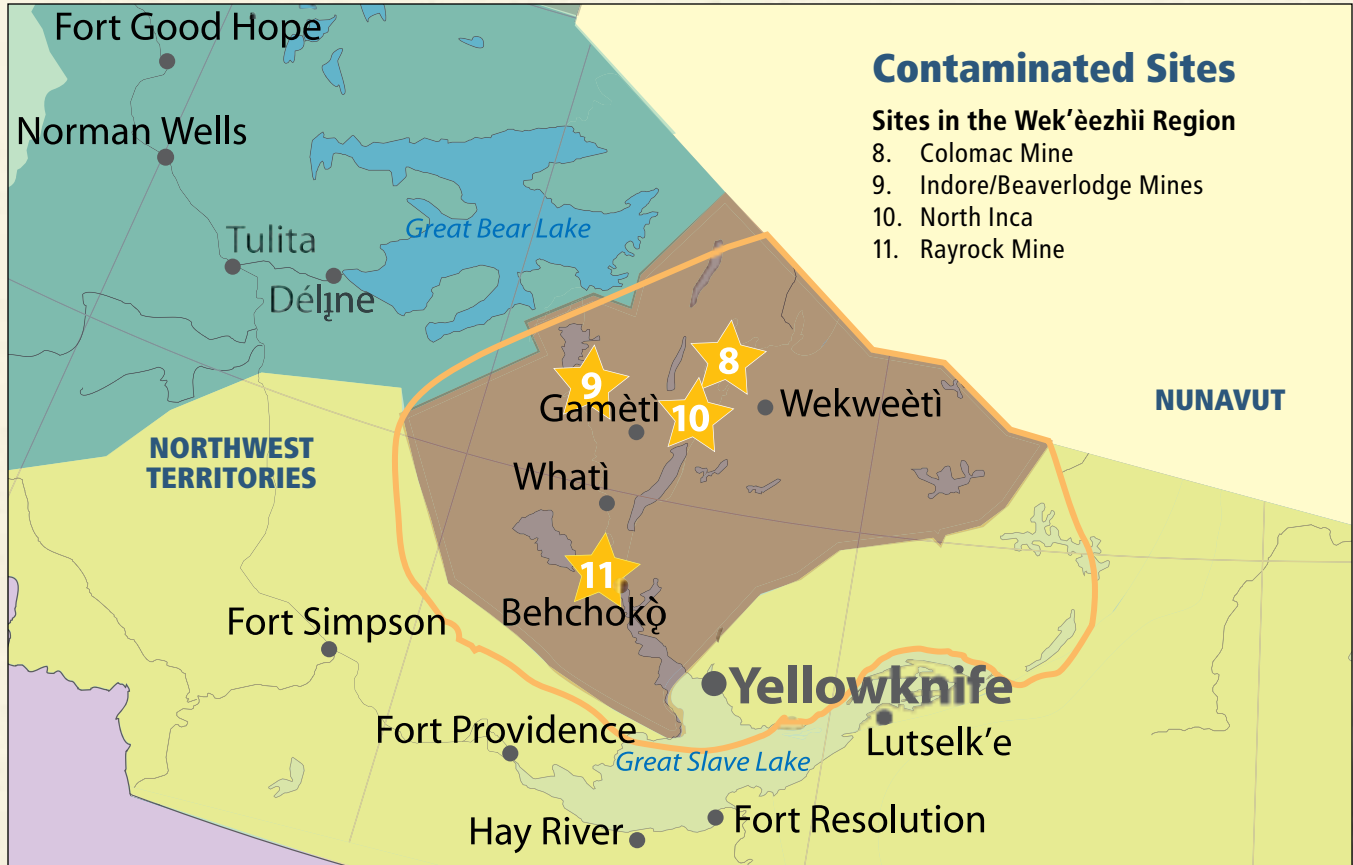 Fort Good Hope
Contaminated Sites
Sites in the Wek’èezhìi Region
8. Colomac Mine
9. Indore/Beaverlodge Mines
10. North Inca
11. Rayrock Mine
Norman Wells
Tulita
Great Bear Lake
Délı̨ne
8
9
Gamètì
10
Wekweètì
NUNAVUT
NORTHWEST
TERRITORIES
Whatì
11
Behchokǫ̀
Fort Simpson
Yellowknife
Fort Providence
Great Slave Lake
Lutselk’e
Hay River
Fort Resolution